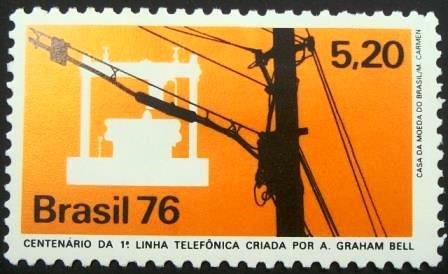 5,20
Brasil 76
CENTENÁRIO DA 1ª LINHA TELEFÔNICA CRIADA POR A. GRAHAM BELL
CASA DA MOEDA DO BRASIL/M. CARMEN